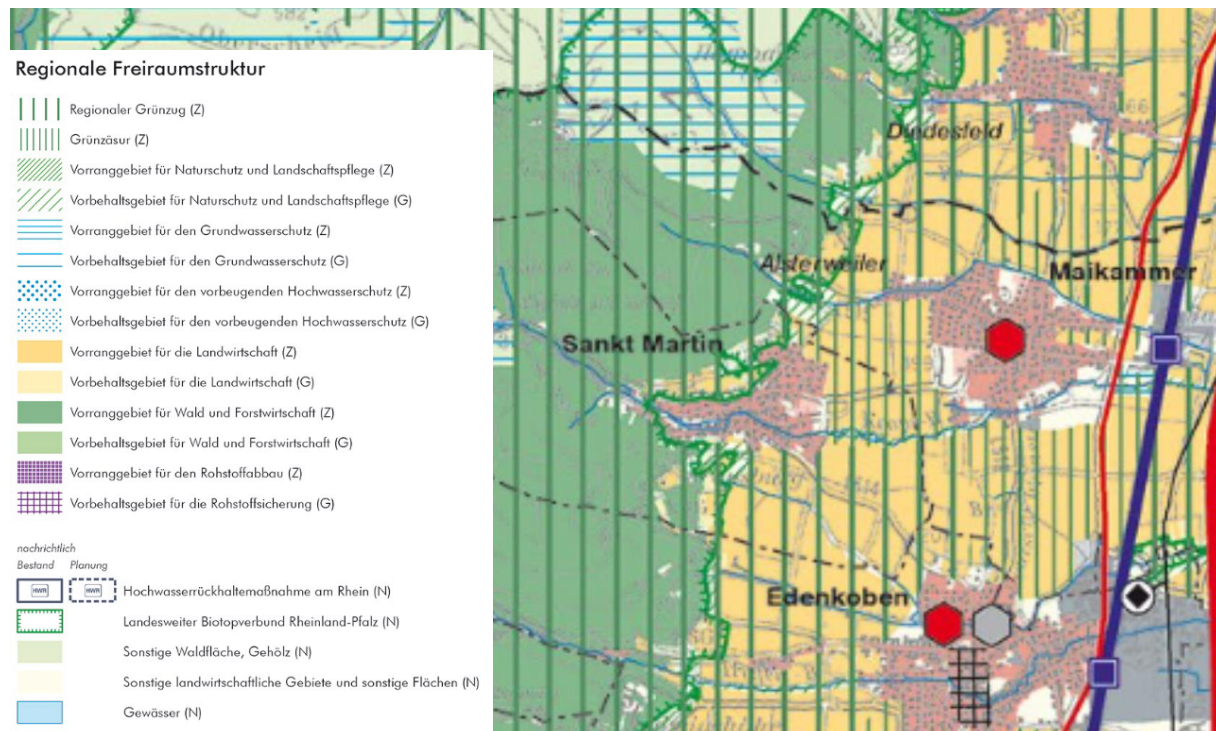 Oberscheid
Regionale Freiraumstruktur
Regionaler Grünzug (Z)
Grünzäsur (Z)
Vorranggebiet für Naturschutz und Landschaftspflege (Z)
Vorbehaltsgebiet für Naturschutz und Landschaftspflege (G)
Vorranggebiet für den Grundwasserschutz (Z)
Vorbehaltsgebiet für den Grundwasserschutz (G)
Vorranggebiet für den vorbeugenden Hochwasserschutz (Z)
Vorbehaltsgebiet für den vorbeugenden Hochwasserschutz (G)
Vorranggebiet für die Landwirtschaft (Z)
Vorbehaltsgebiet für die Landwirtschaft (G)
Vorranggebiet für Wald und Forstwirtschaft (Z)
Vorbehaltsgebiet für Wald und Forstwirtschaft (G)
Vorranggebiet für den Rohstoffabbau (Z)
Vorbehaltsgebiet für die Rohstoffsicherung (G)
nachrichtlich
Bestand Planung
HWR HWR Hochwasserrückhaltemaßnahme am Rhein (N)
Landesweiter Biotopverbund Rheinland-Pfalz (N)
Sonstige Waldfläche, Gehölz (N)
Sonstige landwirtschaftliche Gebiete und sonstige Flächen (N)
Gewässer (N)
Diedesfeld
Alsterweiler
Maikammer
Sankt Martin
Edenkoben